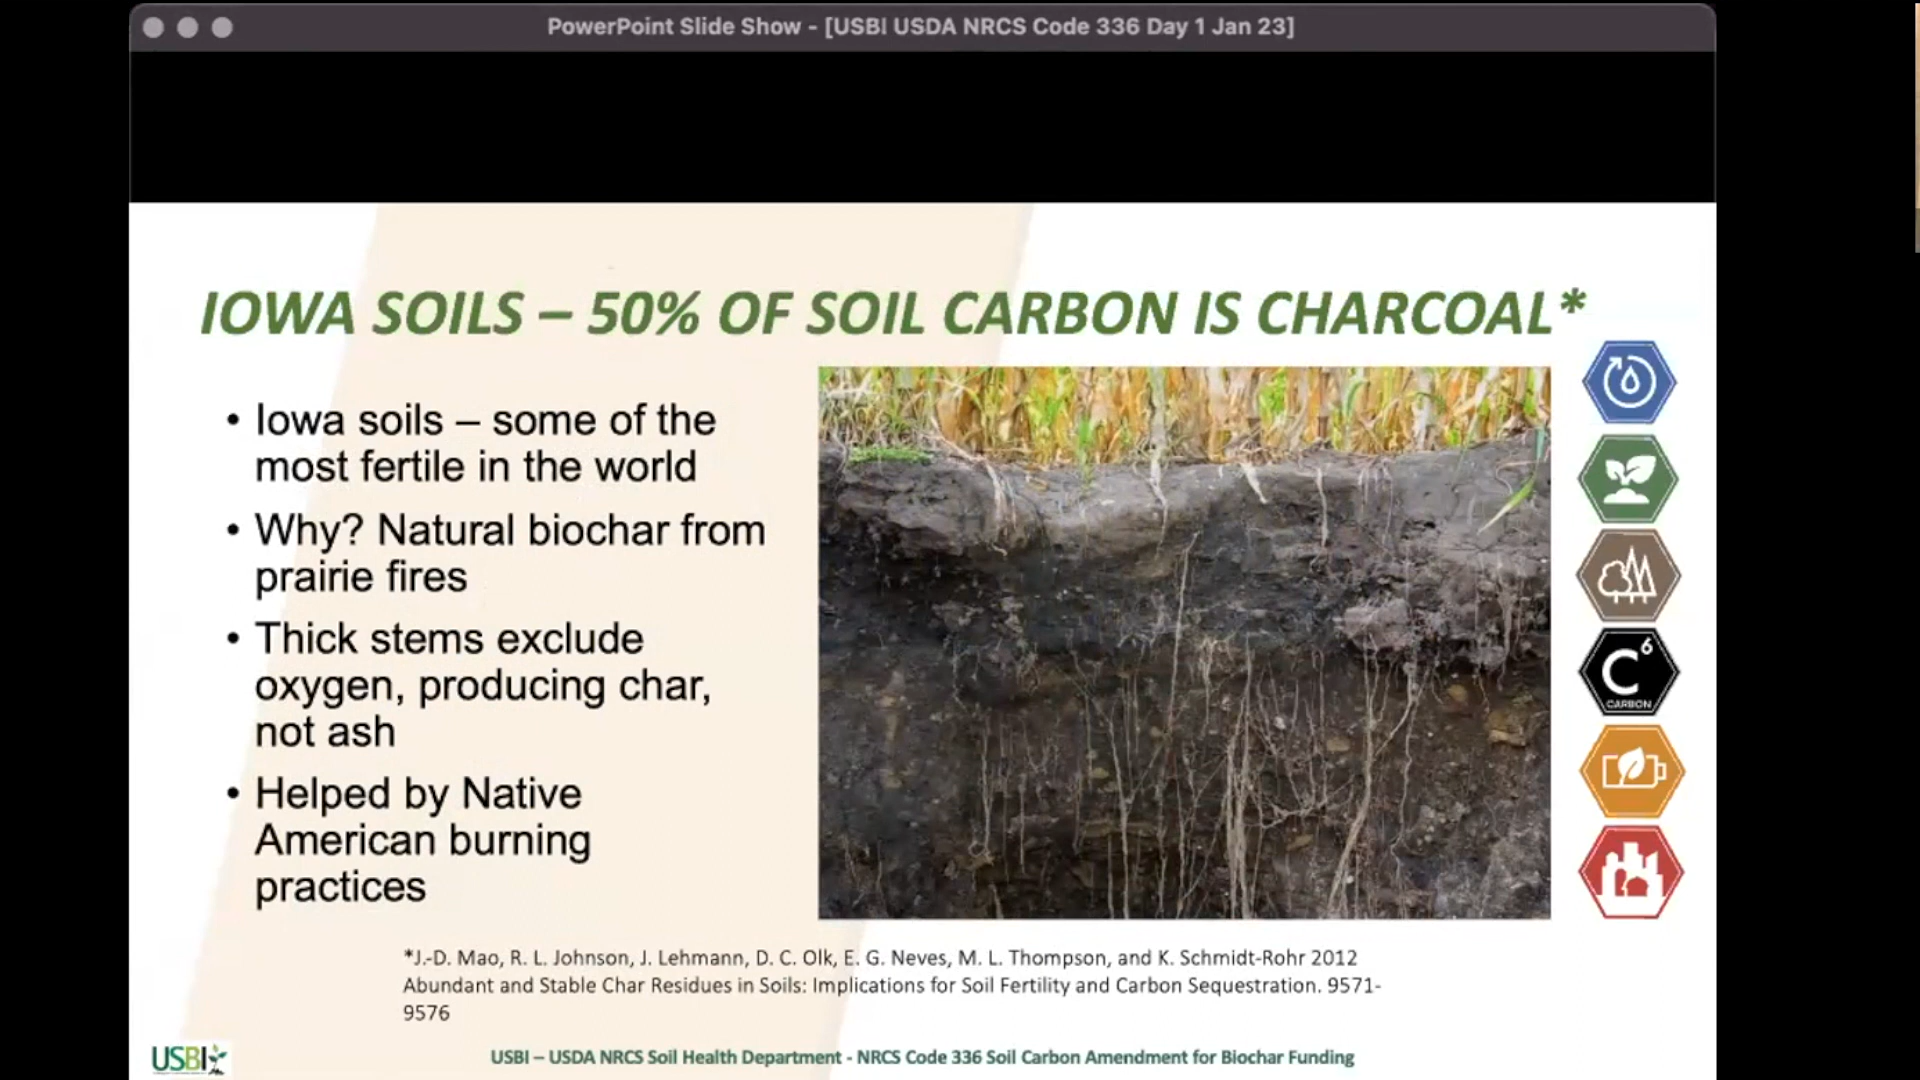 PowerPoint Slide Show - [USBI USDA NRCS Code 336 Day 1 Jan 23]
IOWA SOILS – 50% OF SOIL CARBON IS CHARCOAL*
• Iowa soils – some of the
most fertile in the world
• Why? Natural biochar from
prairie fires
• Thick stems exclude
oxygen, producing char,
not ash
• Helped by Native
American burning
practices
6
C
CARBON
*J.-D. Mao, R. L. Johnson, J. Lehmann, D. C. Olk, E. G. Neves, M. L. Thompson, and K. Schmidt-Rohr 2012
Abundant and Stable Char Residues in Soils: Implications for Soil Fertility and Carbon Sequestration. 9571-
9576
USBI
USBI – USDA NRCS Soil Health Department - NRCS Code 336 Soil Carbon Amendment for Biochar Funding